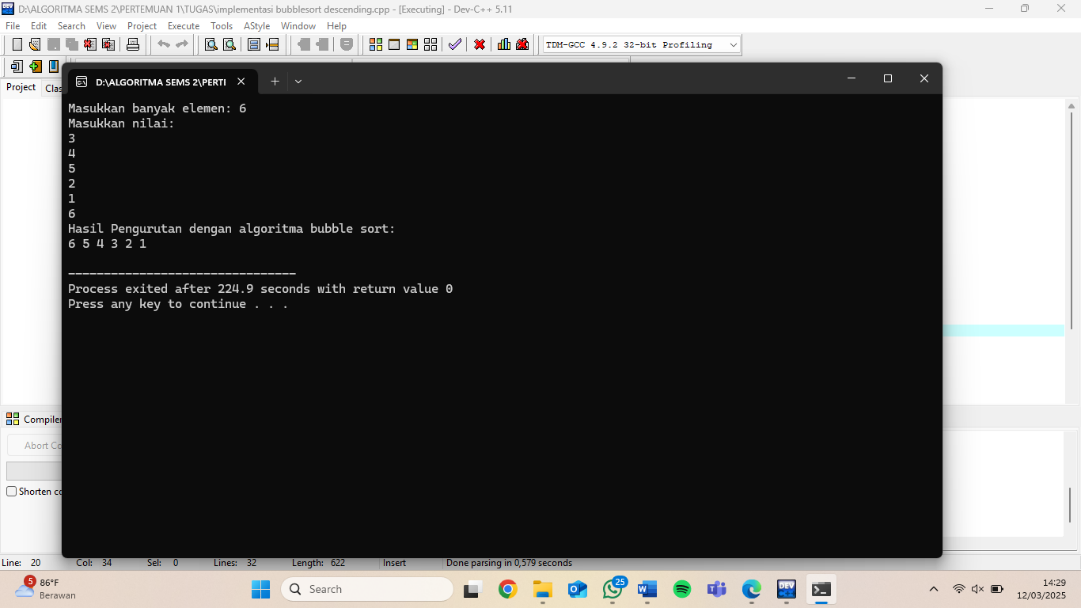 D:\ALGORITMA SEMS 2\PERTEMUAN 1\TUGAS\implementasi bubblesort descending.cpp - [Executing] - Dev-C++ 5.11
File Edit Search View Project Execute Tools AStyle Window Help
TDM-GCC 4.9.2 32-bit Profiling
Project
D:\ALGORITMA SEMS 2\PERTI
Masukkan banyak elemen: 6
Masukkan nilai:
3
4
5
2
1
6
Hasil Pengurutan dengan algoritma bubble sort:
6 5 4 3 2 1
--------------------------------
Process exited after 224.9 seconds with return value 0
Press any key to continue . . .
Compiler
Abort Co
Shorten co
Line: 20 Col: 34 Sel: 0 Lines: 32 Length: 622 Insert Done parsing in 0,579 seconds
5
86°F
Berawan
Search
25
14:29
12/03/2025